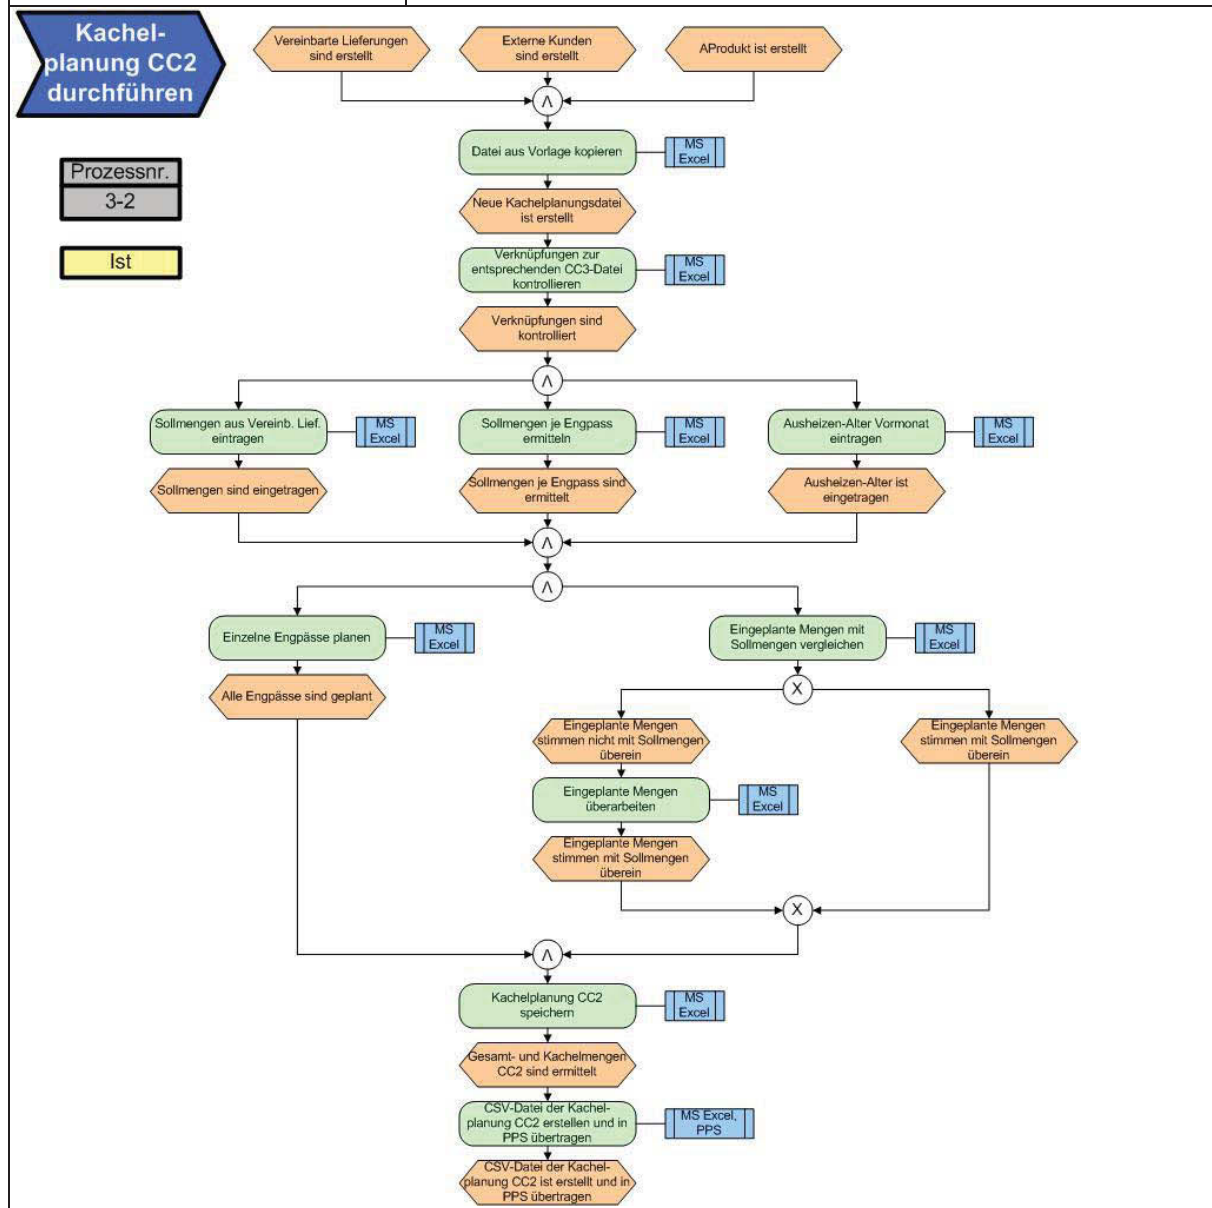 Kachel-
planung CC2
durchführen
Prozessnr.
3-2
Ist
Vereinbarte Lieferungen
sind erstellt
Externe Kunden
sind erstellt
AProdukt ist erstellt
Λ
Datei aus Vorlage kopieren
MS
Excel
Neue Kachelplanungsdatei
ist erstellt
Verknüpfungen zur
entsprechenden CC3-Datei
kontrollieren
MS
Excel
Verknüpfungen sind
kontrolliert
Λ
Sollmengen aus Vereinb. Lief.
eintragen
MS
Excel
Sollmengen je Engpass
ermitteln
MS
Excel
Ausheizen-Alter Vormonat
eintragen
MS
Excel
Sollmengen sind eingetragen
Sollmengen je Engpass sind
ermittelt
Ausheizen-Alter ist
eingetragen
Λ
Λ
Einzelne Engpässe planen
MS
Excel
Eingeplante Mengen mit
Sollmengen vergleichen
MS
Excel
Alle Engpässe sind geplant
X
Eingeplante Mengen
stimmen nicht mit Sollmengen
überein
Eingeplante Mengen
stimmen mit Sollmengen
überein
Eingeplante Mengen
überarbeiten
MS
Excel
Eingeplante Mengen
stimmen mit Sollmengen
überein
X
Λ
Kachelplanung CC2
speichern
MS
Excel
Gesamt- und Kachelmengen
CC2 sind ermittelt
CSV-Datei der Kachel-
planung CC2 erstellen und in
PPS übertragen
MS Excel,
PPS
CSV-Datei der Kachel-
planung CC2 ist erstellt und in
PPS übertragen